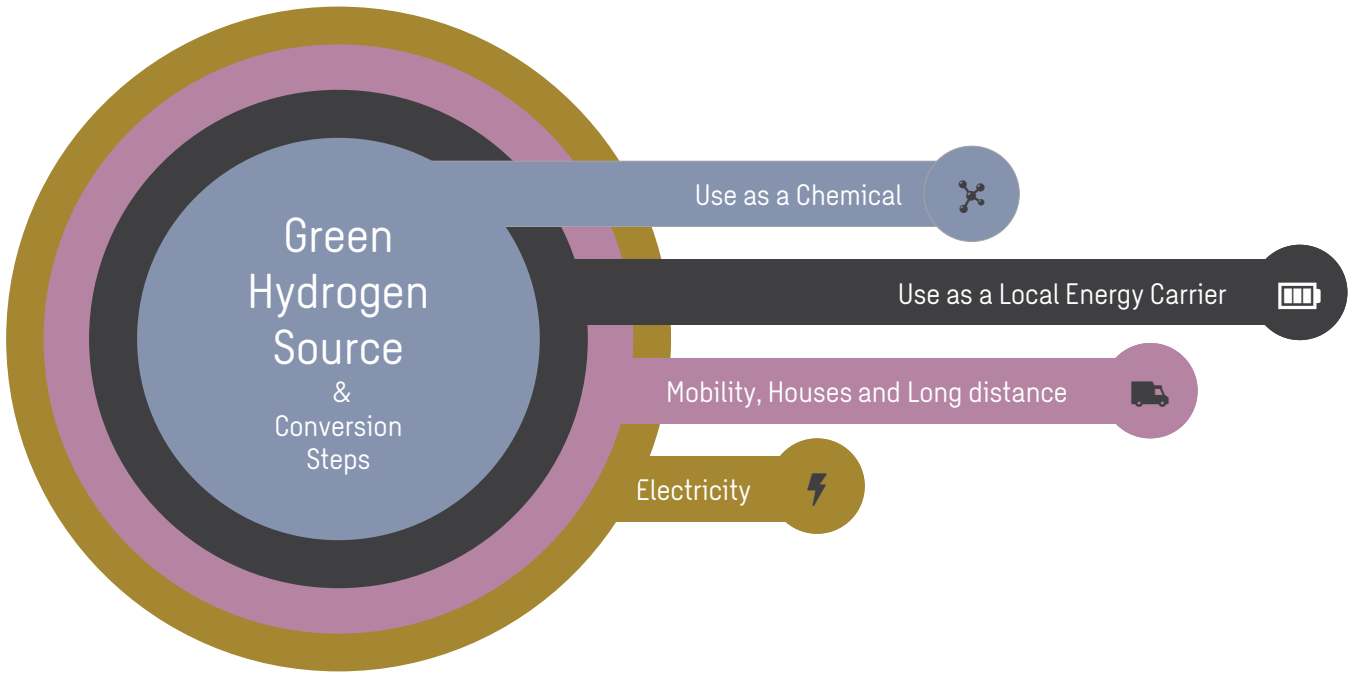 Green
Hydrogen
Source
&
Conversion
Steps
Use as a Chemical
Use as a Local Energy Carrier
Mobility, Houses and Long distance
Electricity